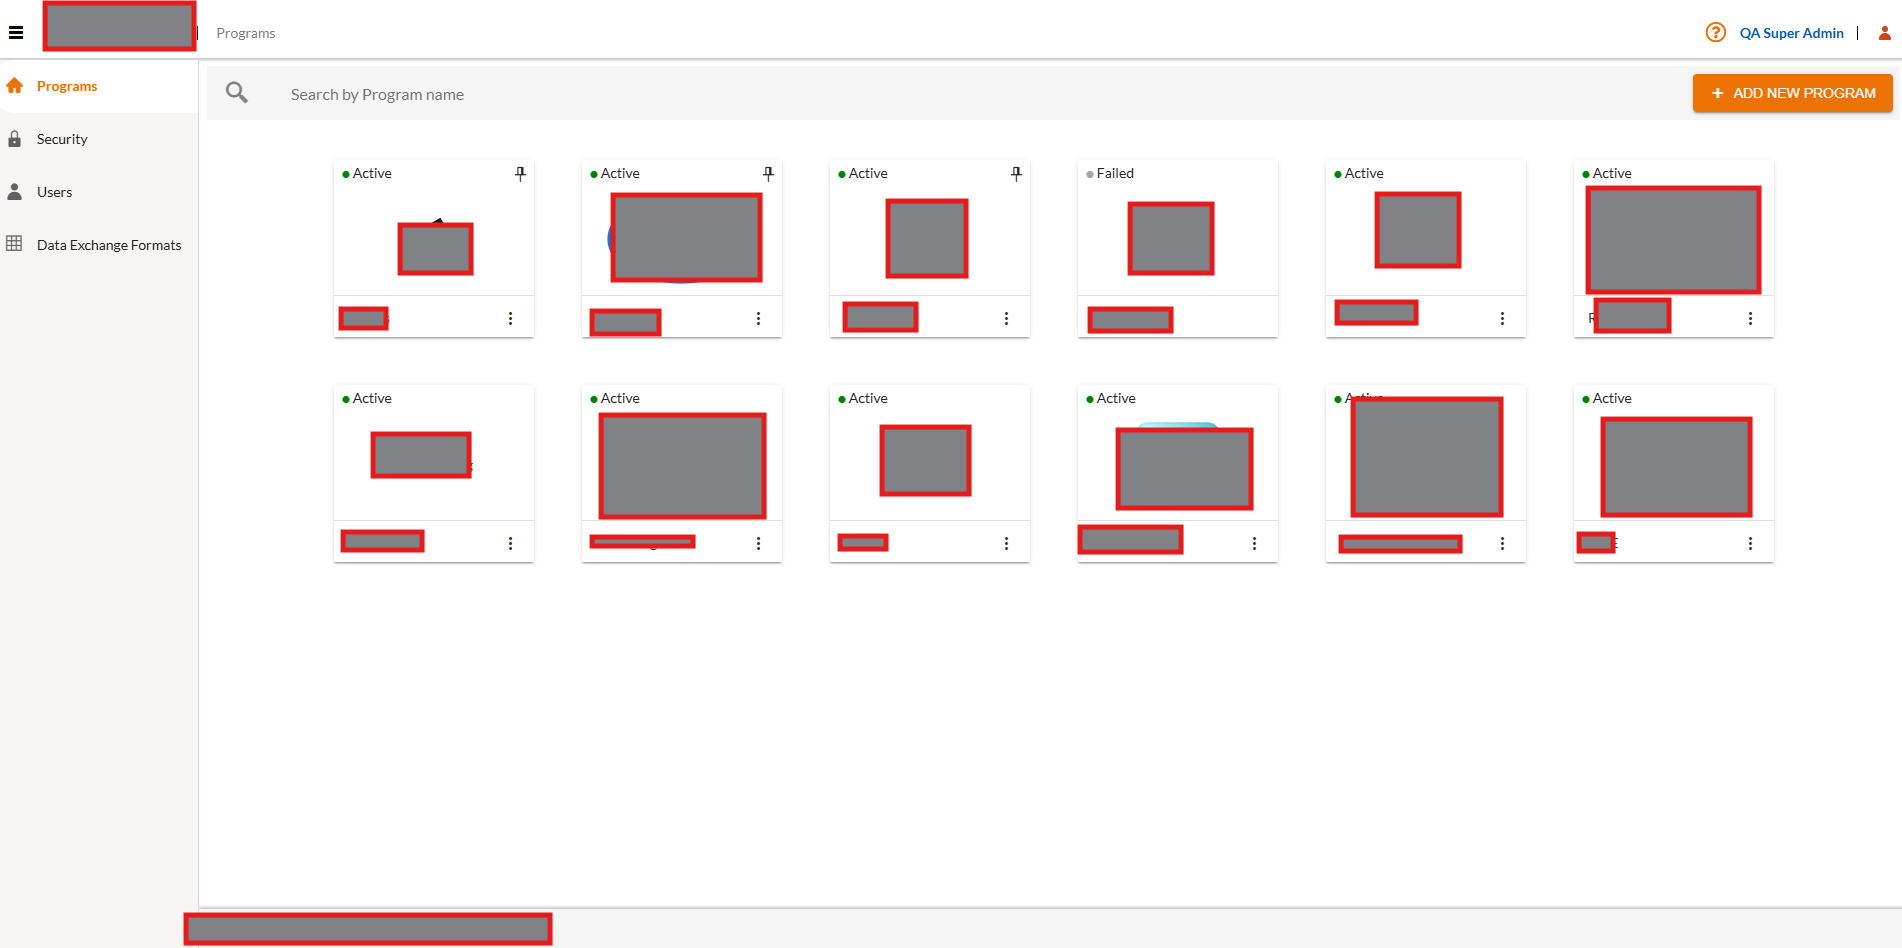 Programs
QA Super Admin
Programs
Security
Users
Data Exchange Formats
Search by Program name
+ ADD NEW PROGRAM
Active
Active
Active
Failed
Active
Active
Active
Active
Active
Active
Active
Active